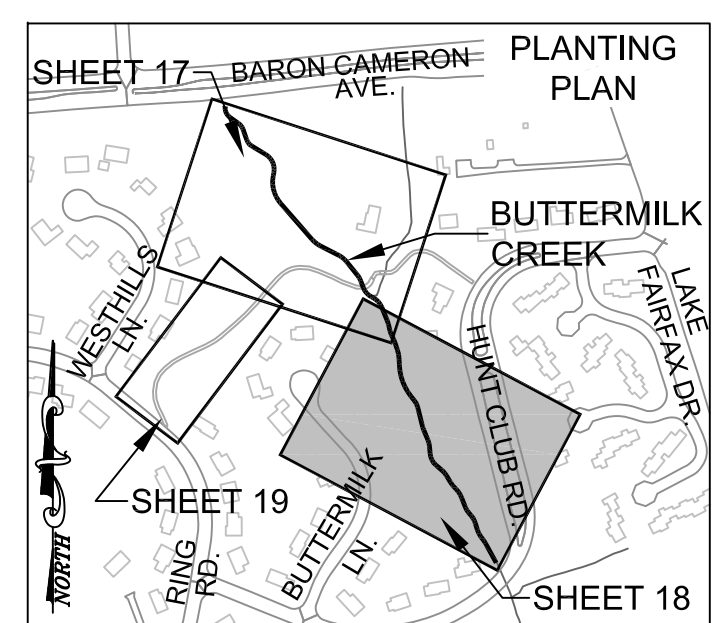 PLANTING
PLAN
SHEET 17
BARON CAMERON
AVE.
BUTTERMILK
CREEK
WESTHILLS
LN.
LAKE
FAIRFAX DR.
HUNT CLUB RD.
SHEET 19
BUTTERMILK
LN.
RING
RD.
SHEET 18
NORTH